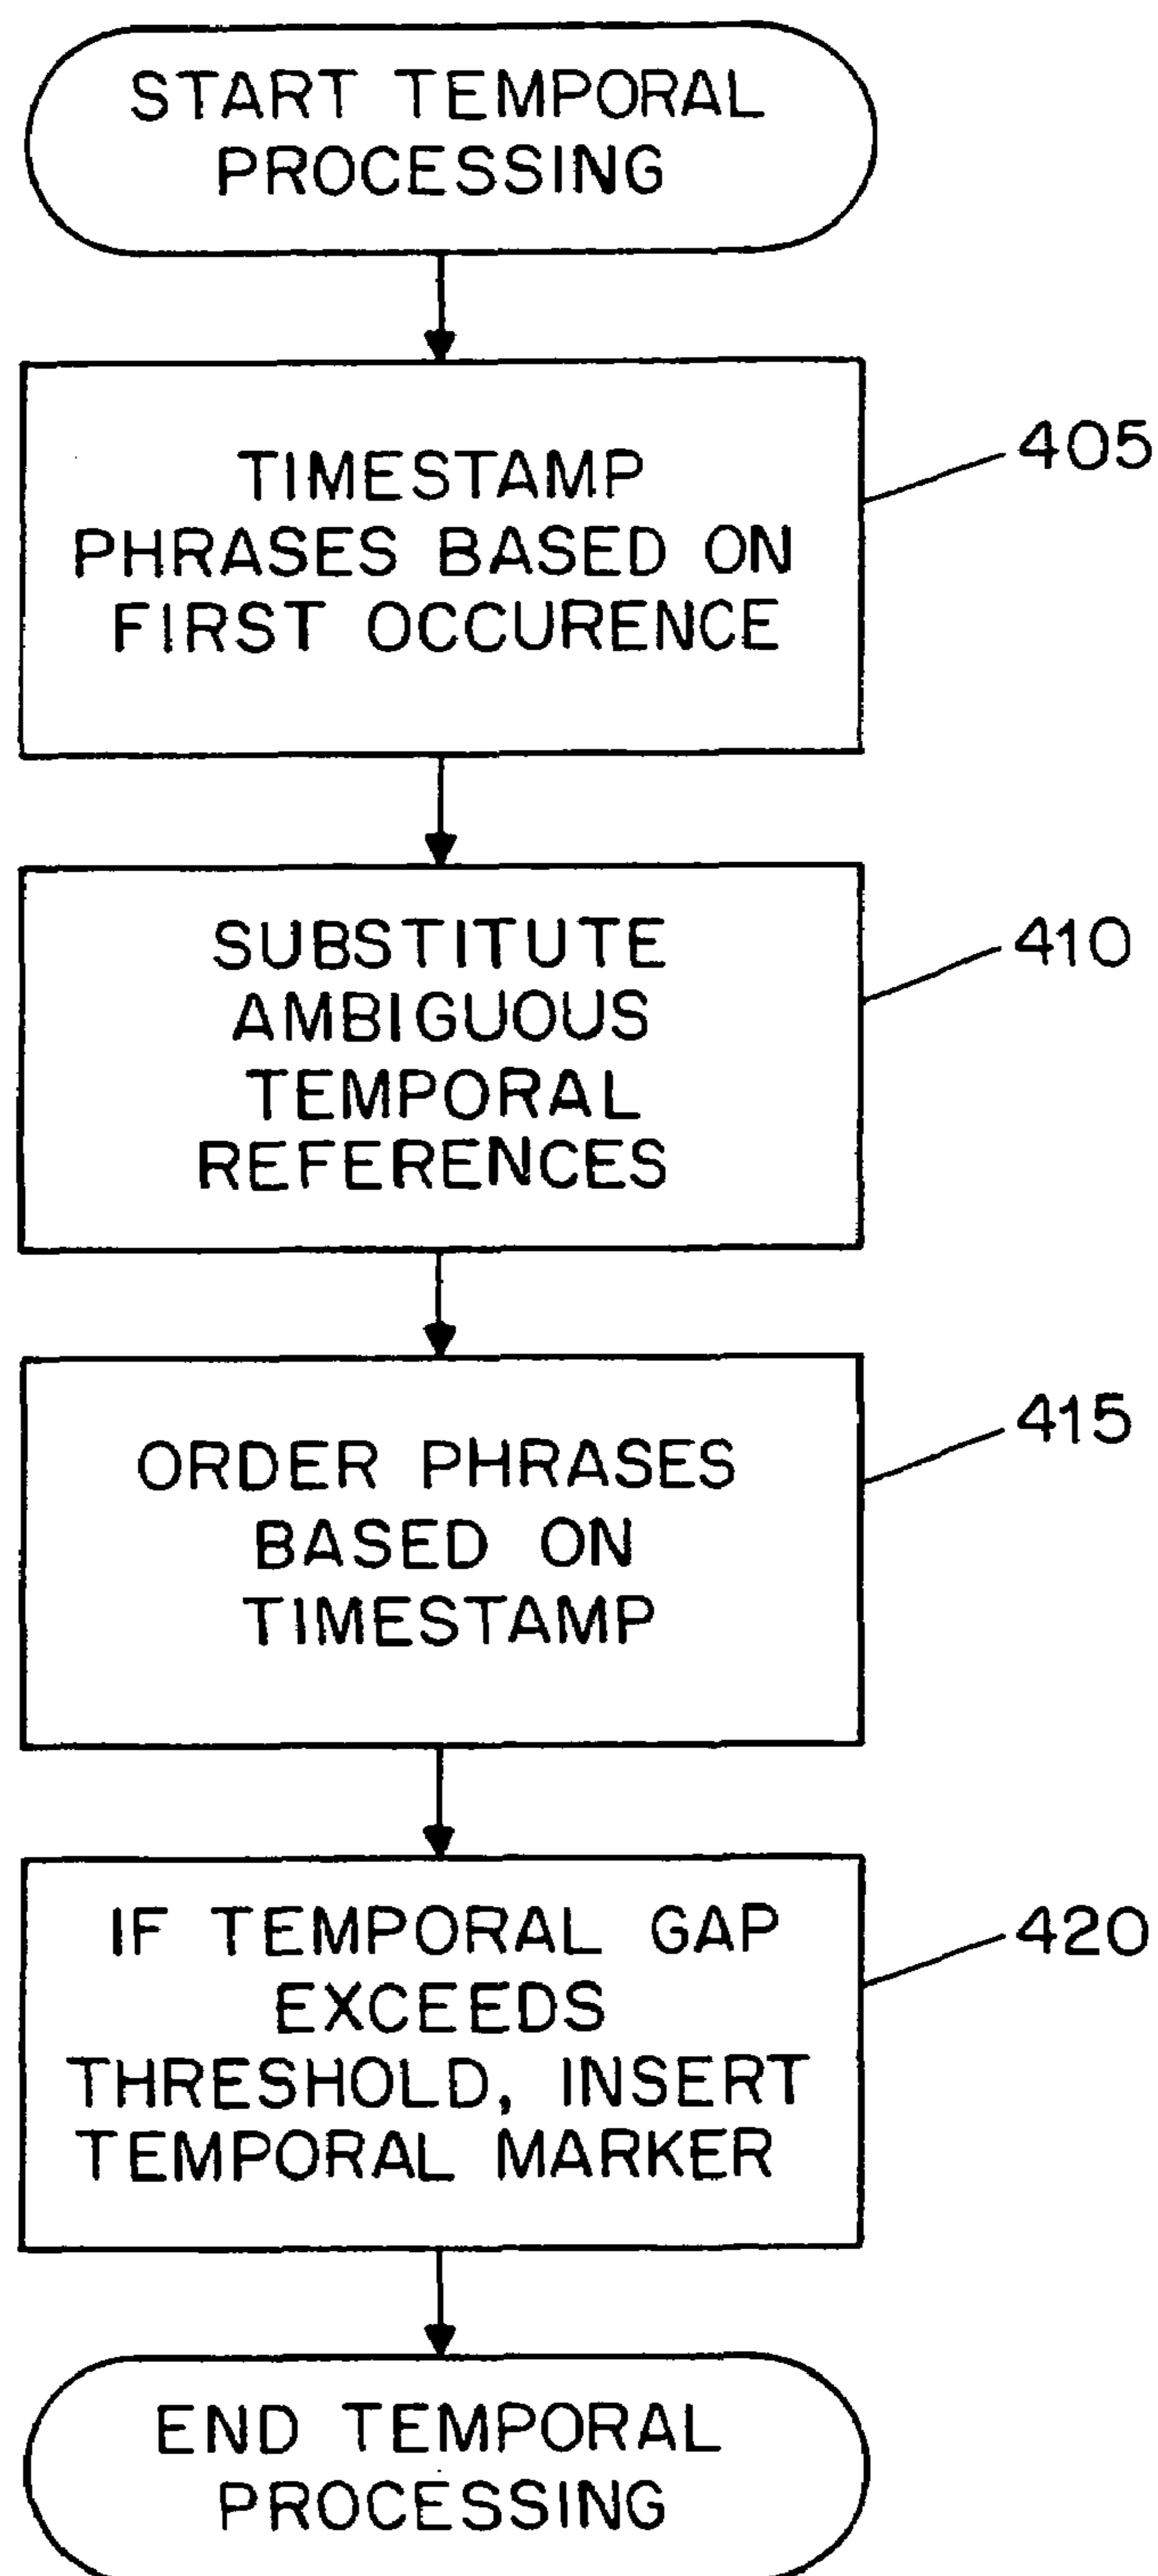 START TEMPORAL
PROCESSING
TIMESTAMP
PHRASES BASED ON
FIRST OCCURENCE
405
SUBSTITUTE
AMBIGUOUS
TEMPORAL
REFERENCES
410
ORDER PHRASES
BASED ON
TIMESTAMP
415
IF TEMPORAL GAP
EXCEEDS
THRESHOLD, INSERT
TEMPORAL MARKER
420
END TEMPORAL
PROCESSING